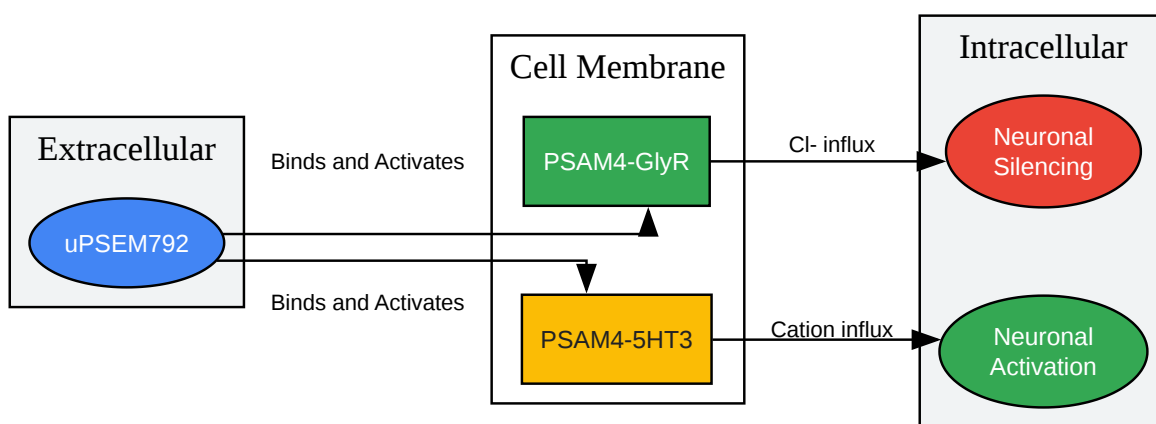 Extracellular
uPSEM792
Binds and Activates
Binds and Activates
Cell Membrane
PSAM4-GlyR
PSAM4-5HT3
Cl- influx
Cation influx
Intracellular
Neuronal
Silencing
Neuronal
Activation